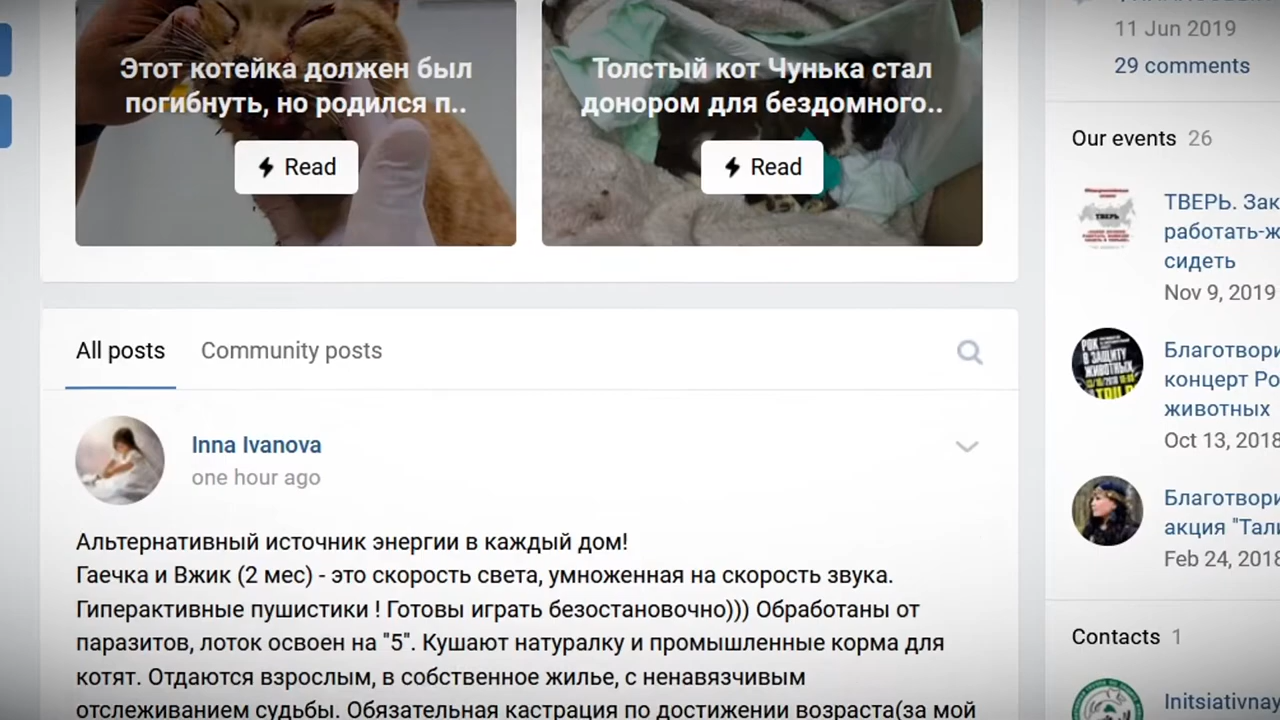 Этот котейка должен был
погибнуть, но родился п..
Read
Толстый кот Чунька стал
донором для бездомного..
Read
All posts
Community posts
Inna Ivanova
one hour ago
Альтернативный источник энергии в каждый дом!
Гаечка и Вжик (2 мес) - это скорость света, умноженная на скорость звука.
Гиперактивные пушистики ! Готовы играть безостановочно))) Обработаны от
паразитов, лоток освоен на "5". Кушают натуралку и промышленные корма для
котят. Отдаются взрослым, в собственное жилье, с ненавязчивым
отслеживанием судьбы. Обязательная кастрация по достижении возраста(за мой
11 Jun 2019
29 comments
Our events 26
ТВЕРЬ
ТВЕРЬ. Зак
работать-ж
сидеть
Nov 9, 2019
РОК
В ЗАЩИТУ
ЖИВОТНЫХ
Благотвори
концерт Ро
животных
Oct 13, 2018
Благотвори
акция "Тали
Feb 24, 2018
Contacts 1
Initsiativnay